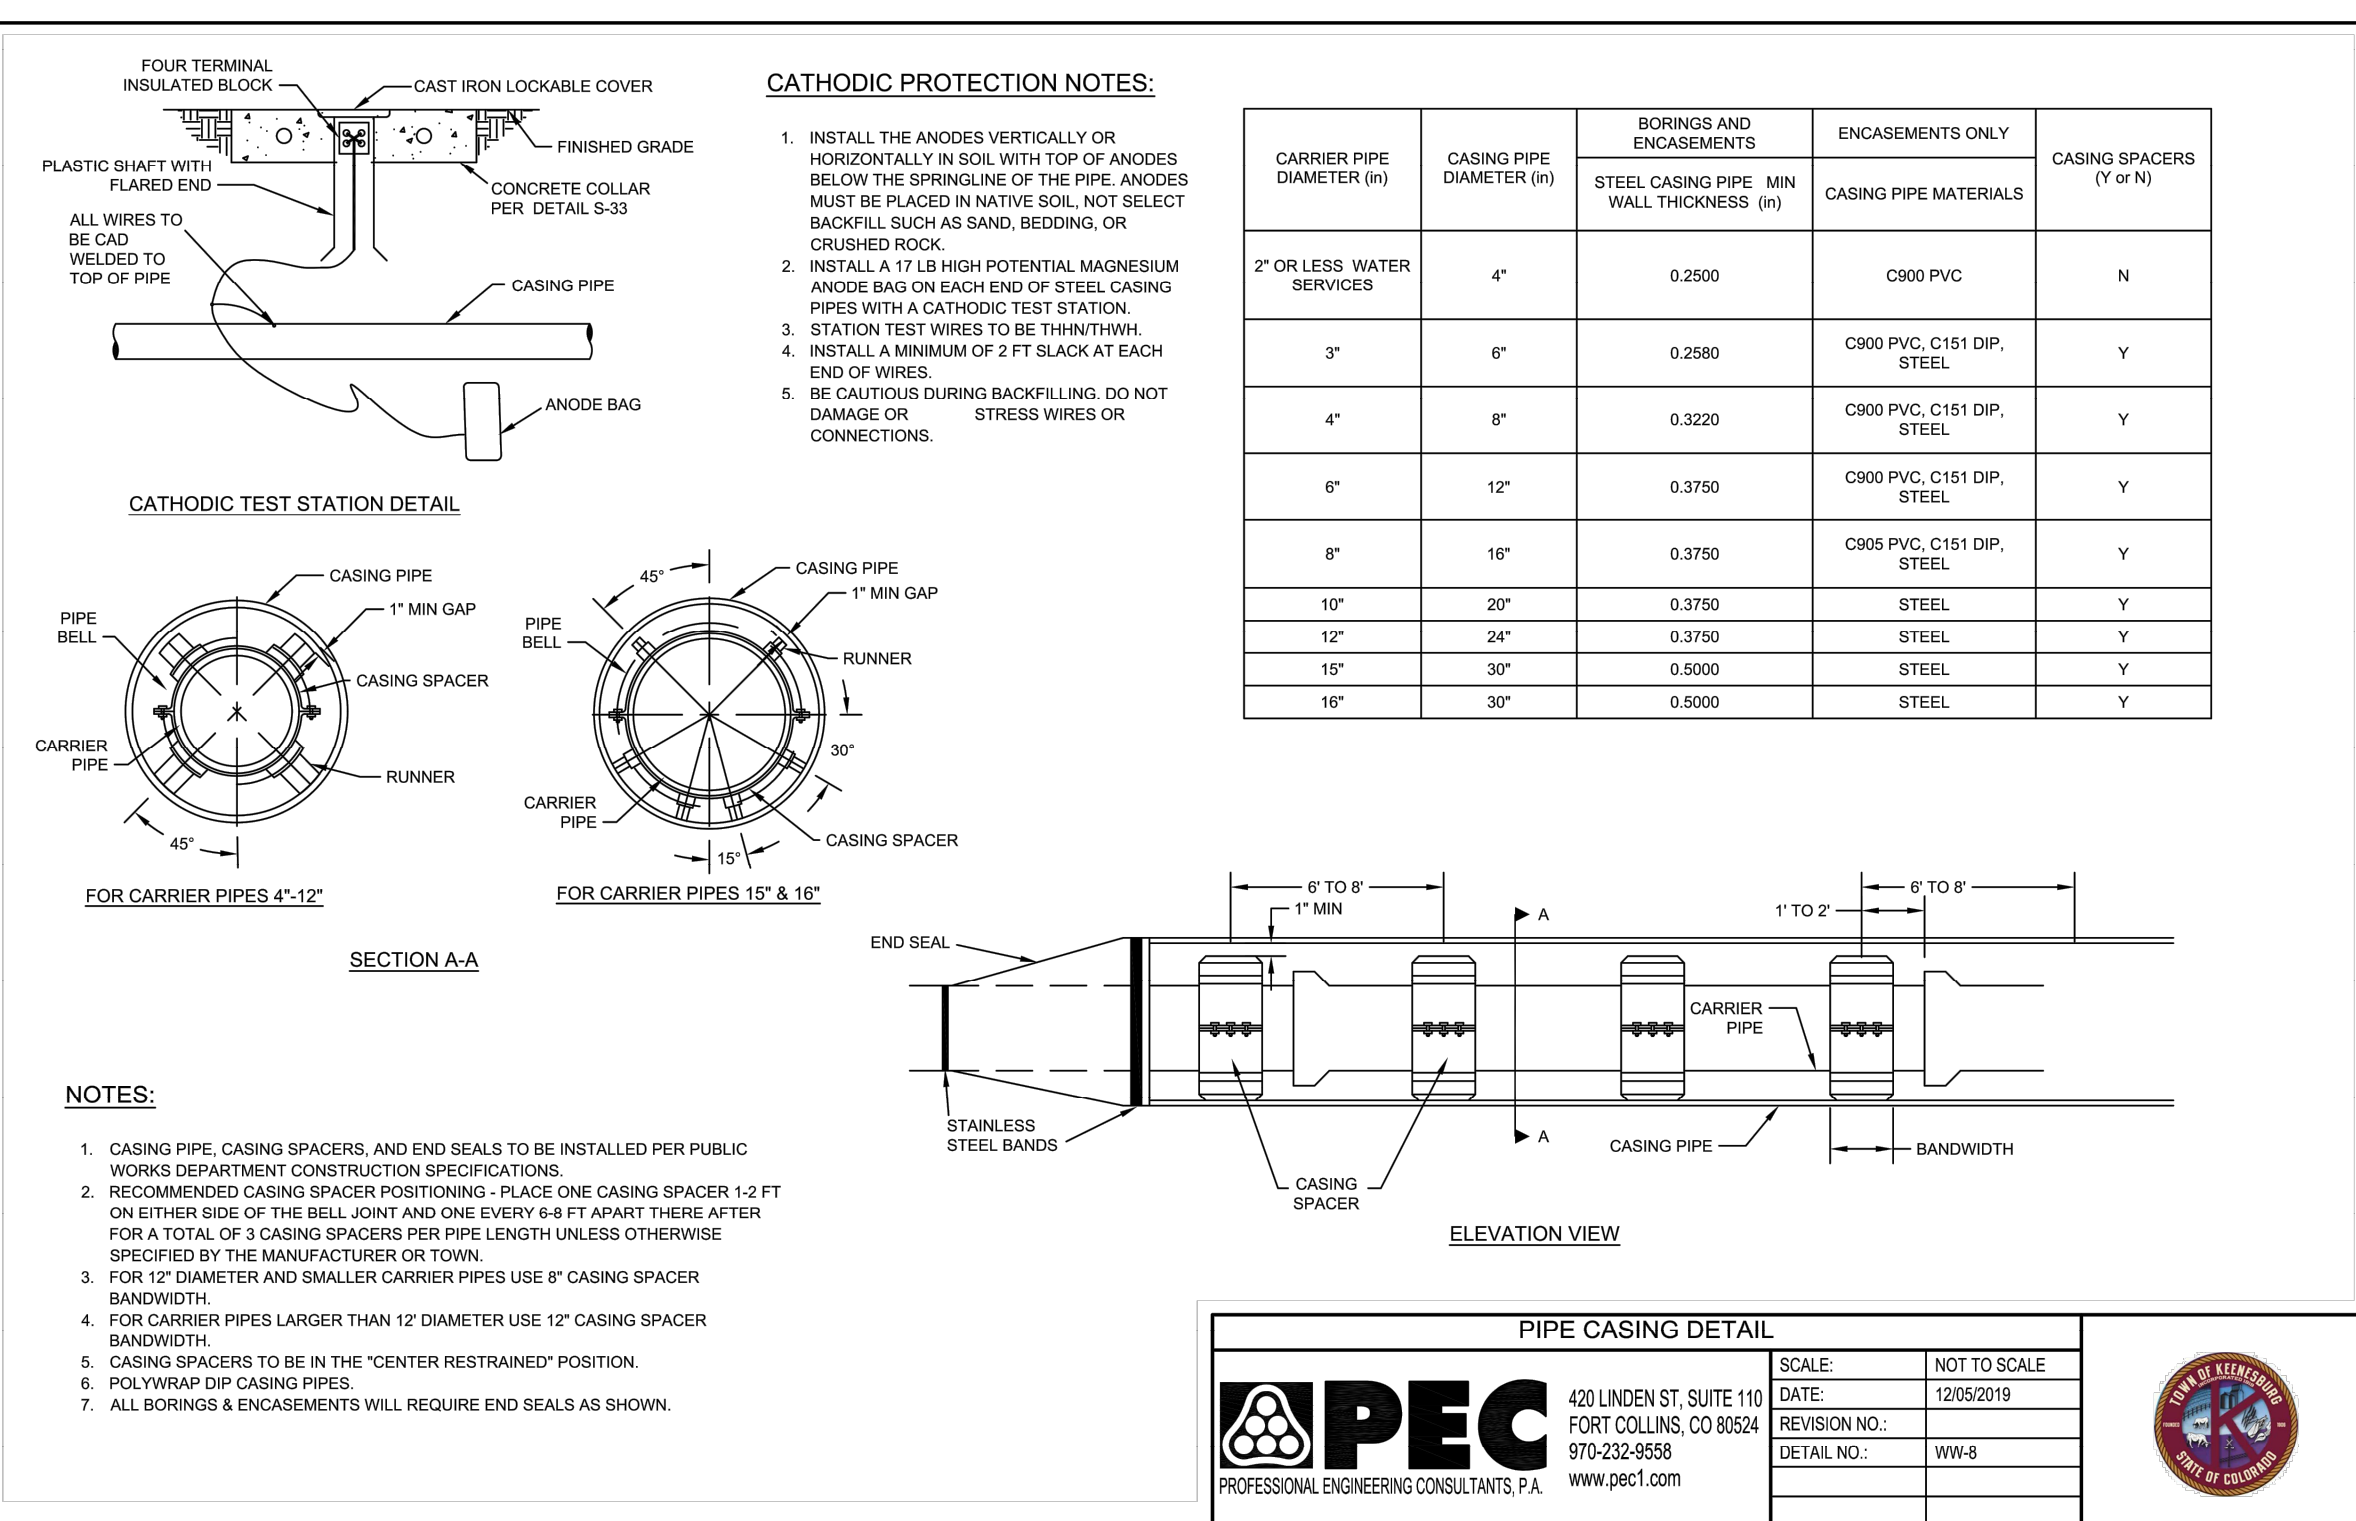 FOUR TERMINAL
INSULATED BLOCK
CAST IRON LOCKABLE COVER
FINISHED GRADE
PLASTIC SHAFT WITH
FLARED END
CONCRETE COLLAR
PER DETAIL S-33
ALL WIRES TO
BE CAD
WELDED TO
TOP OF PIPE
CASING PIPE
ANODE BAG
CATHODIC TEST STATION DETAIL
CATHODIC PROTECTION NOTES:
1. INSTALL THE ANODES VERTICALLY OR
HORIZONTALLY IN SOIL WITH TOP OF ANODES
BELOW THE SPRINGLINE OF THE PIPE. ANODES
MUST BE PLACED IN NATIVE SOIL, NOT SELECT
BACKFILL SUCH AS SAND, BEDDING, OR
CRUSHED ROCK.
2. INSTALL A 17 LB HIGH POTENTIAL MAGNESIUM
ANODE BAG ON EACH END OF STEEL CASING
PIPES WITH A CATHODIC TEST STATION.
3. STATION TEST WIRES TO BE THHN/THWH.
4. INSTALL A MINIMUM OF 2 FT SLACK AT EACH
END OF WIRES.
5. BE CAUTIOUS DURING BACKFILLING. DO NOT
DAMAGE OR STRESS WIRES OR
CONNECTIONS.
CARRIER PIPE
DIAMETER (in)
CASING PIPE
DIAMETER (in)
BORINGS AND
ENCASEMENTS
STEEL CASING PIPE MIN
WALL THICKNESS (in)
ENCASEMENTS ONLY
CASING PIPE MATERIALS
CASING SPACERS
(Y or N)
2" OR LESS WATER
SERVICES
4"
0.2500
C900 PVC
N
3"
6"
0.2580
C900 PVC, C151 DIP,
STEEL
Y
4"
8"
0.3220
C900 PVC, C151 DIP,
STEEL
Y
6"
12"
0.3750
C900 PVC, C151 DIP,
STEEL
Y
8"
16"
0.3750
C905 PVC, C151 DIP,
STEEL
Y
10"
20"
0.3750
STEEL
Y
12"
24"
0.3750
STEEL
Y
15"
30"
0.5000
STEEL
Y
16"
30"
0.5000
STEEL
Y
CASING PIPE
1" MIN GAP
PIPE
BELL
CASING SPACER
CARRIER
PIPE
RUNNER
45°
FOR CARRIER PIPES 4"-12"
45°
CASING PIPE
1" MIN GAP
PIPE
BELL
RUNNER
30°
CARRIER
PIPE
CASING SPACER
15°
FOR CARRIER PIPES 15" & 16"
SECTION A-A
6' TO 8'
1" MIN
A
6' TO 8'
1' TO 2'
END SEAL
CARRIER
PIPE
STAINLESS
STEEL BANDS
A
CASING PIPE
BANDWIDTH
CASING
SPACER
ELEVATION VIEW
NOTES:
1. CASING PIPE, CASING SPACERS, AND END SEALS TO BE INSTALLED PER PUBLIC
WORKS DEPARTMENT CONSTRUCTION SPECIFICATIONS.
2. RECOMMENDED CASING SPACER POSITIONING - PLACE ONE CASING SPACER 1-2 FT
ON EITHER SIDE OF THE BELL JOINT AND ONE EVERY 6-8 FT APART THERE AFTER
FOR A TOTAL OF 3 CASING SPACERS PER PIPE LENGTH UNLESS OTHERWISE
SPECIFIED BY THE MANUFACTURER OR TOWN.
3. FOR 12" DIAMETER AND SMALLER CARRIER PIPES USE 8" CASING SPACER
BANDWIDTH.
4. FOR CARRIER PIPES LARGER THAN 12' DIAMETER USE 12" CASING SPACER
BANDWIDTH.
5. CASING SPACERS TO BE IN THE "CENTER RESTRAINED" POSITION.
6. POLYWRAP DIP CASING PIPES.
7. ALL BORINGS & ENCASEMENTS WILL REQUIRE END SEALS AS SHOWN.
PIPE CASING DETAIL
PEC
PROFESSIONAL ENGINEERING CONSULTANTS, P.A.
420 LINDEN ST, SUITE 110
FORT COLLINS, CO 80524
970-232-9558
www.pec1.com
SCALE: NOT TO SCALE
DATE: 12/05/2019
REVISION NO.:
DETAIL NO.: WW-8
TOWN OF KEENESBURG
INCORPORATED 1919
FOUNDED
K
STATE OF COLORADO